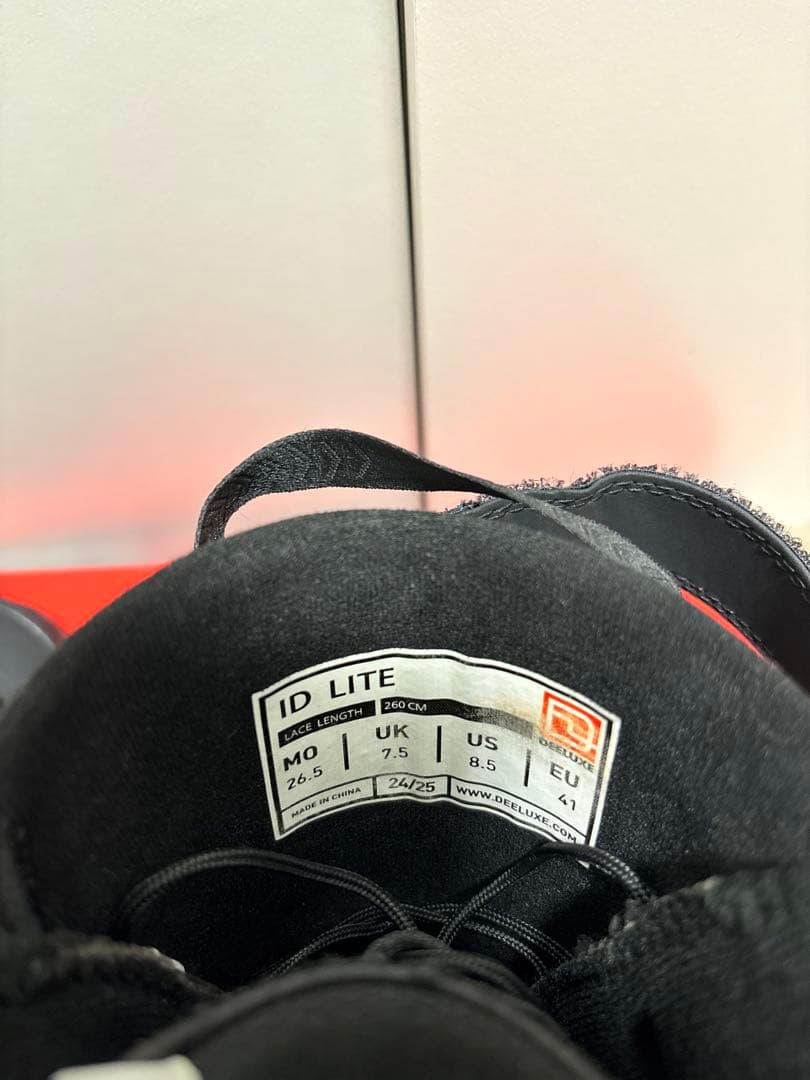 ID LITE
LACE LENGTH 260 CM
MO UK US EU
26.5 7.5 8.5 41
DEELUXE
MADE IN CHINA 24/25 WWW.DEELUXE.COM